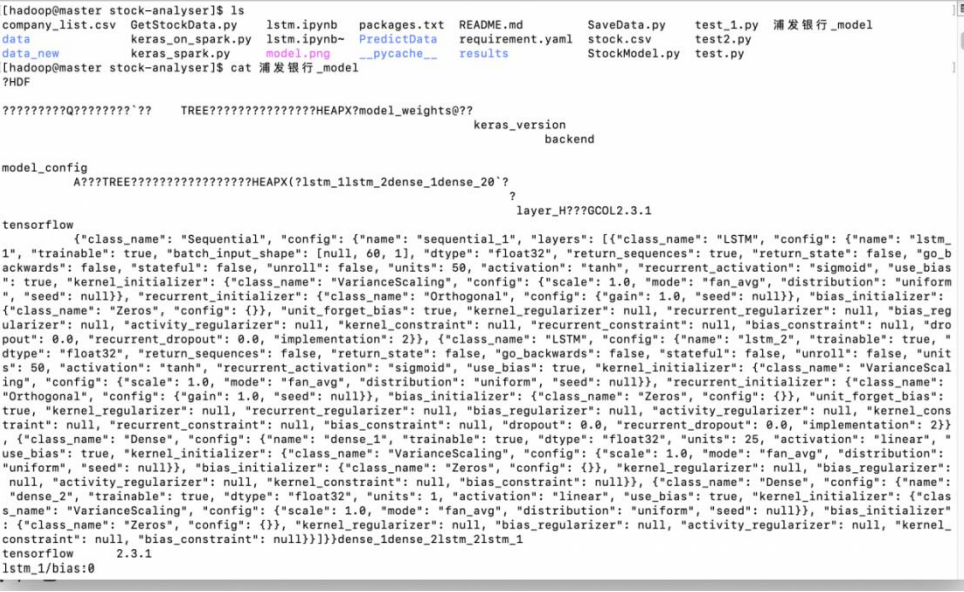 [hadoop@master stock-analyser]$ ls
company_list.csv GetStockData.py lstm.ipynb packages.txt README.md SaveData.py test_1.py 浦发银行_model
data keras_on_spark.py lstm.ipynb~ PredictData requirement.yaml stock.csv test2.py
data_new keras_spark.py model.png __pycache__ results StockModel.py test.py
[hadoop@master stock-analyser]$ cat 浦发银行_model
?HDF
?????????Q????????`?? TREE???????????????HEAPX?model_weights@??
keras_version
backend
model_config
A???TREE?????????????????HEAPX(?lstm_1lstm_2dense_1dense_20`?
?
layer_H???GCOL2.3.1
tensorflow
{"class_name": "Sequential", "config": {"name": "sequential_1", "layers": [{"class_name": "LSTM", "config": {"name": "lstm_
1", "trainable": true, "batch_input_shape": [null, 60, 1], "dtype": "float32", "return_sequences": true, "return_state": false, "go_b
ackwards": false, "stateful": false, "unroll": false, "units": 50, "activation": "tanh", "recurrent_activation": "sigmoid", "use_bias
": true, "kernel_initializer": {"class_name": "VarianceScaling", "config": {"scale": 1.0, "mode": "fan_avg", "distribution": "uniform
", "seed": null}}, "recurrent_initializer": {"class_name": "Orthogonal", "config": {"gain": 1.0, "seed": null}}, "bias_initializer":
{"class_name": "Zeros", "config": {}}, "unit_forget_bias": true, "kernel_regularizer": null, "recurrent_regularizer": null, "bias_reg
ularizer": null, "activity_regularizer": null, "kernel_constraint": null, "recurrent_constraint": null, "bias_constraint": null, "dro
pout": 0.0, "recurrent_dropout": 0.0, "implementation": 2}}, {"class_name": "LSTM", "config": {"name": "lstm_2", "trainable": true, "
dtype": "float32", "return_sequences": false, "return_state": false, "go_backwards": false, "stateful": false, "unroll": false, "unit
s": 50, "activation": "tanh", "recurrent_activation": "sigmoid", "use_bias": true, "kernel_initializer": {"class_name": "VarianceScal
ing", "config": {"scale": 1.0, "mode": "fan_avg", "distribution": "uniform", "seed": null}}, "recurrent_initializer": {"class_name":
"Orthogonal", "config": {"gain": 1.0, "seed": null}}, "bias_initializer": {"class_name": "Zeros", "config": {}}, "unit_forget_bias":
true, "kernel_regularizer": null, "recurrent_regularizer": null, "bias_regularizer": null, "activity_regularizer": null, "kernel_cons
traint": null, "recurrent_constraint": null, "bias_constraint": null, "dropout": 0.0, "recurrent_dropout": 0.0, "implementation": 2}}
, {"class_name": "Dense", "config": {"name": "dense_1", "trainable": true, "dtype": "float32", "units": 25, "activation": "linear", "
use_bias": true, "kernel_initializer": {"class_name": "VarianceScaling", "config": {"scale": 1.0, "mode": "fan_avg", "distribution":
"uniform", "seed": null}}, "bias_initializer": {"class_name": "Zeros", "config": {}}, "kernel_regularizer": null, "bias_regularizer":
null, "activity_regularizer": null, "kernel_constraint": null, "bias_constraint": null}}, {"class_name": "Dense", "config": {"name":
"dense_2", "trainable": true, "dtype": "float32", "units": 1, "activation": "linear", "use_bias": true, "kernel_initializer": {"clas
s_name": "VarianceScaling", "config": {"scale": 1.0, "mode": "fan_avg", "distribution": "uniform", "seed": null}}, "bias_initializer"
: {"class_name": "Zeros", "config": {}}, "kernel_regularizer": null, "bias_regularizer": null, "activity_regularizer": null, "kernel_
constraint": null, "bias_constraint": null}}]}}dense_1dense_2lstm_2lstm_1
tensorflow 2.3.1
lstm_1/bias:0